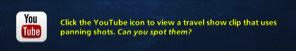 You
Tube
Click the YouTube icon to view a travel show clip that uses
panning shots. Can you spot them?